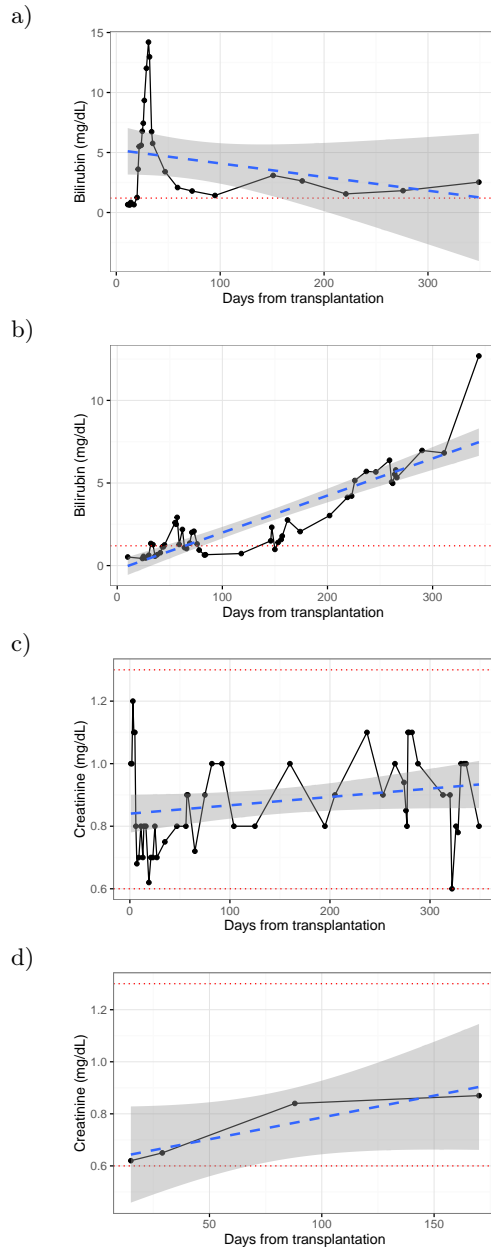 a)
Bilirubin (mg/dL)
15
10
5
0
0 100 200 300
Days from transplantation
b)
Bilirubin (mg/dL)
10
5
0
0 100 200 300
Days from transplantation
c)
Creatinine (mg/dL)
1.2
1.0
0.8
0.6
0 100 200 300
Days from transplantation
d)
Creatinine (mg/dL)
1.2
1.0
0.8
0.6
50 100 150
Days from transplantation